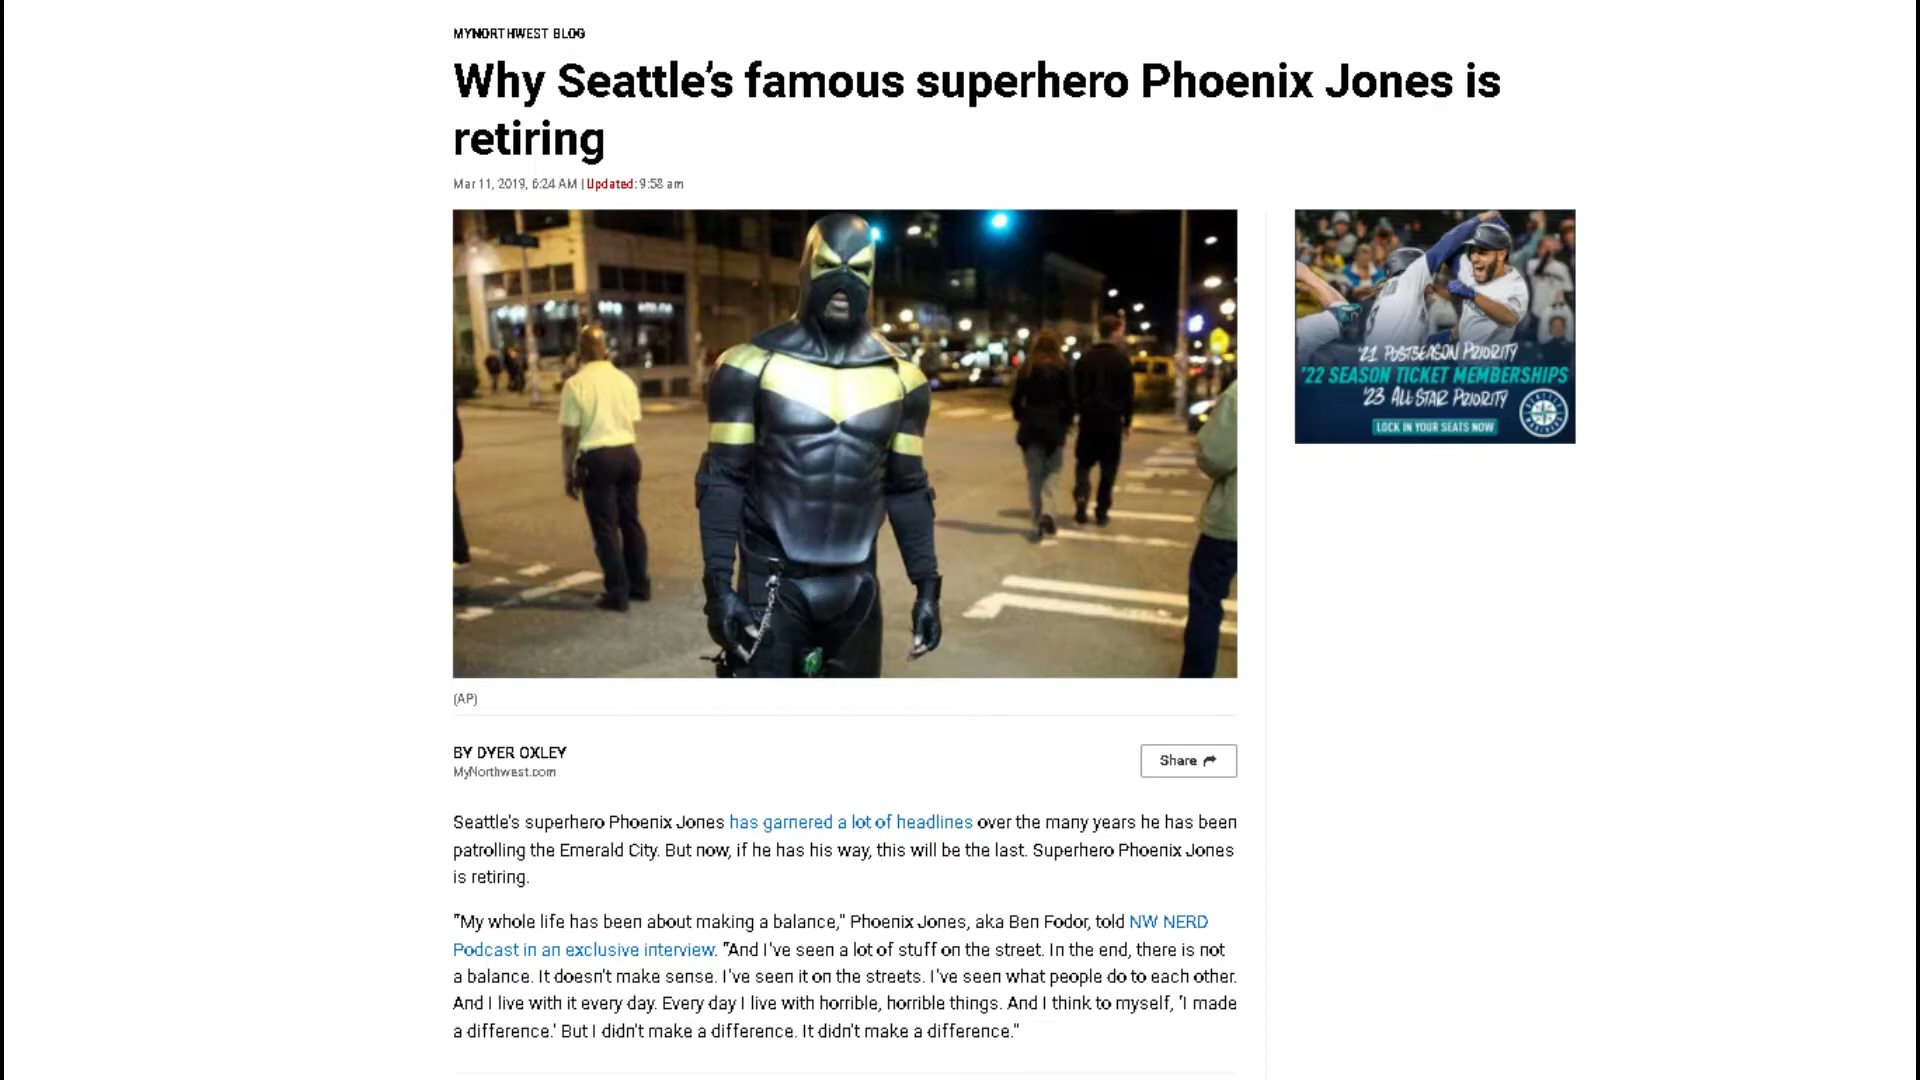 MYNORTHWEST BLOG
Why Seattle's famous superhero Phoenix Jones is
retiring
Mar 11, 2019, 6:24 AM | Updated: 9:58 am
'21 POSTSEASON PRIORITY
'22 SEASON TICKET MEMBERSHIPS
'23 ALL STAR PRIORITY
LOCK IN YOUR SEATS NOW
(AP)
BY DYER OXLEY
MyNorthwest.com
Share
Seattle's superhero Phoenix Jones has garnered a lot of headlines over the many years he has been
patrolling the Emerald City. But now, if he has his way, this will be the last. Superhero Phoenix Jones
is retiring.
"My whole life has been about making a balance," Phoenix Jones, aka Ben Fodor, told NW NERD
Podcast in an exclusive interview. "And I've seen a lot of stuff on the street. In the end, there is not
a balance. It doesn't make sense. I've seen it on the streets. I've seen what people do to each other.
And I live with it every day. Every day I live with horrible, horrible things. And I think to myself, 'I made
a difference.' But I didn't make a difference. It didn't make a difference."